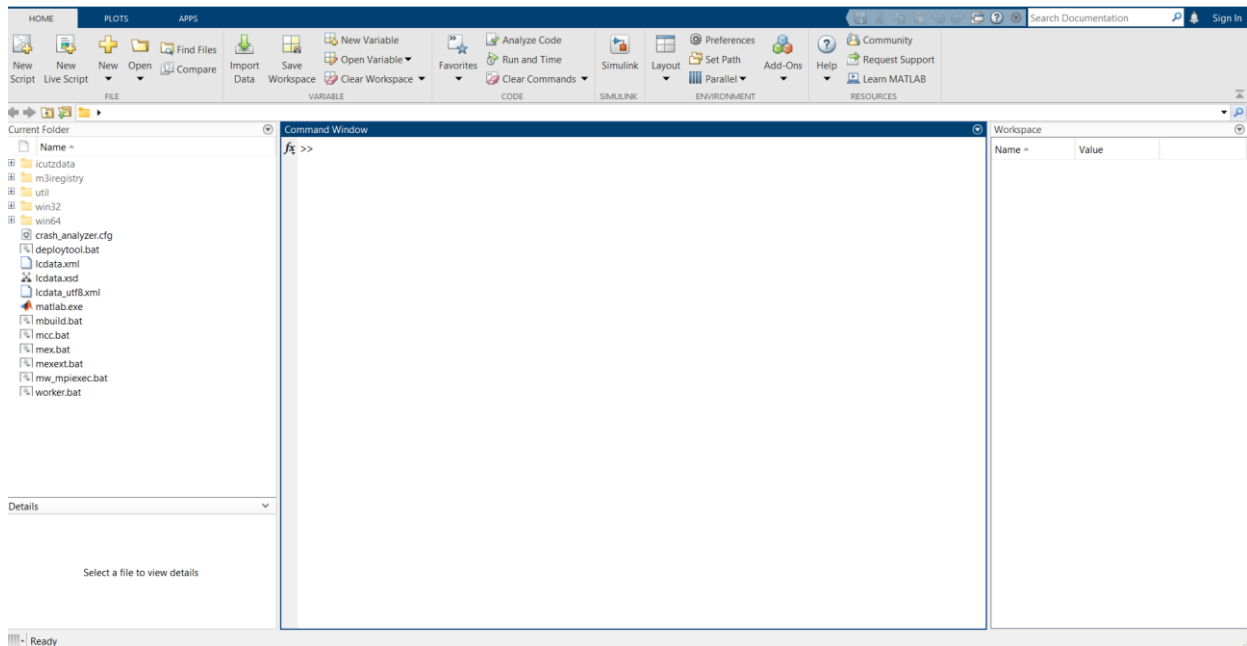 HOME PLOTS APPS
Search Documentation Sign In
New Script
New Live Script
New
Open
Find Files
Compare
FILE
Import Data
Save Workspace
New Variable
Open Variable
Clear Workspace
VARIABLE
Favorites
Analyze Code
Run and Time
Clear Commands
CODE
Simulink
SIMULINK
Layout
Preferences
Set Path
Parallel
Add-Ons
ENVIRONMENT
Help
Community
Request Support
Learn MATLAB
RESOURCES
Current Folder
Name
icutzdata
m3iregistry
util
win32
win64
crash_analyzer.cfg
deploytool.bat
lcdata.xml
lcdata.xsd
lcdata_utf8.xml
matlab.exe
mbuild.bat
mcc.bat
mex.bat
mexext.bat
mw_mpiexec.bat
worker.bat
Details
Select a file to view details
Command Window
fx >>
Workspace
Name Value
Ready